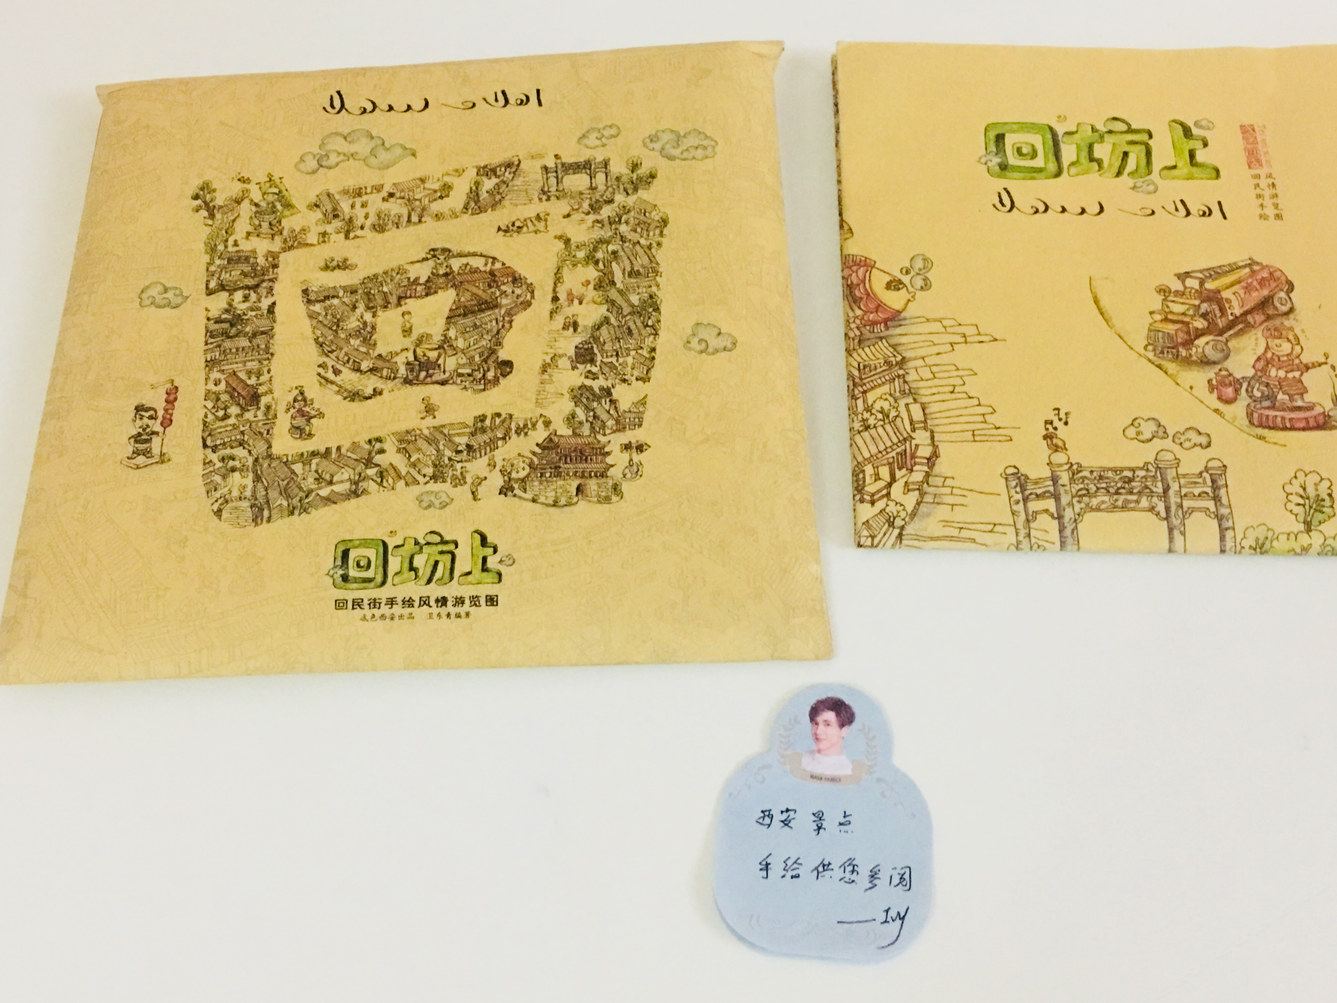 回坊上
回民街手绘风情游览图
回坊上
回民街手绘
风情游览图
西安景点
手绘供您参阅
——Ivy